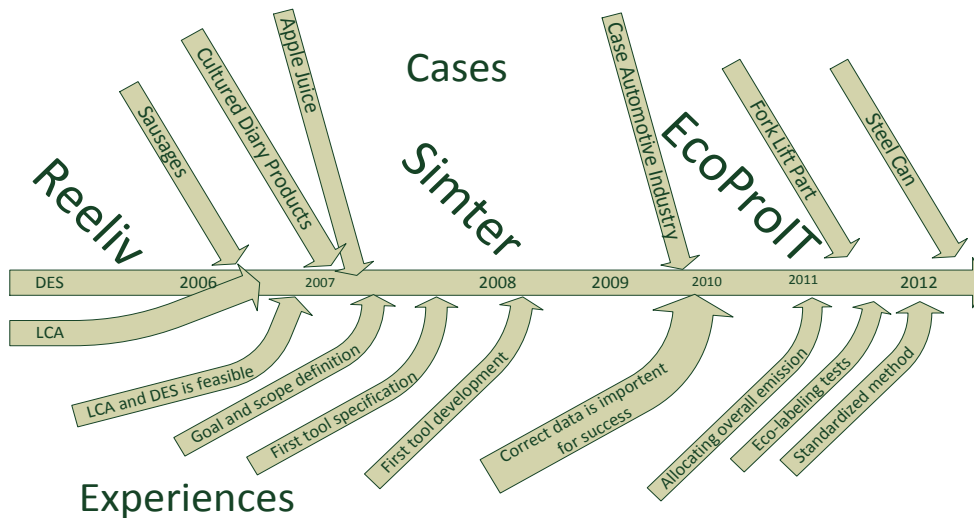 Cases
Reeliv
Simter
EcoProIT
Sausages
Cultured Diary Products
Apple Juice
Case Automotive Industry
Fork Lift Part
Steel Can
DES
2006
2007
2008
2009
2010
2011
2012
LCA
LCA and DES is feasible
Goal and scope definition
First tool specification
First tool development
Correct data is importent
for success
Allocating overall emission
Eco-labeling tests
Standardized method
Experiences